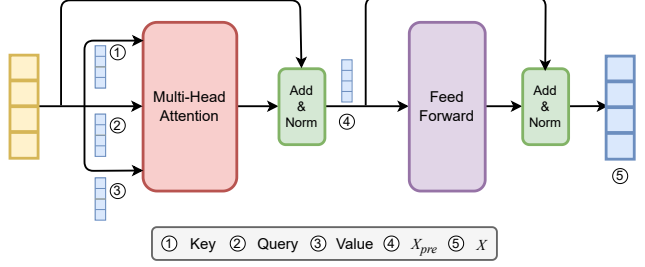 ①
②
③
Multi-Head
Attention
Add
&
Norm
④
Feed
Forward
Add
&
Norm
⑤
① Key ② Query ③ Value ④ X_pre ⑤ X